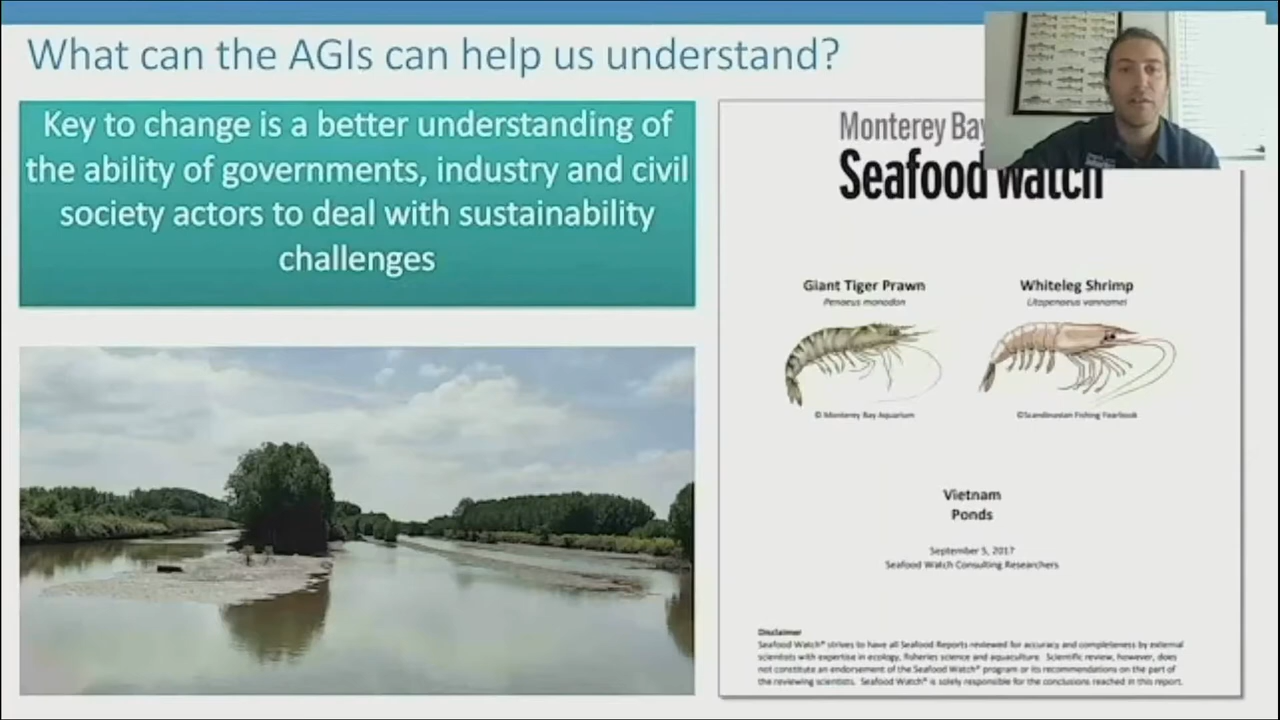 What can the AGIs can help us understand?
Key to change is a better understanding of
the ability of governments, industry and civil
society actors to deal with sustainability
challenges
Monterey Bay
Seafood Watch
Giant Tiger Prawn
Penaeus monodon
Whiteleg Shrimp
Litopenaeus vannamei
© Monterey Bay Aquarium
©Scandinavian Fishing Yearbook
Vietnam
Ponds
September 5, 2017
Seafood Watch Consulting Researchers
Disclaimer
Seafood Watch® strives to have all Seafood Reports reviewed for accuracy and completeness by external
scientists with expertise in ecology, fisheries science and aquaculture. Scientific review, however, does
not constitute an endorsement of the Seafood Watch® program or its recommendations on the part of
the reviewing scientists. Seafood Watch® is solely responsible for the conclusions reached in this report.